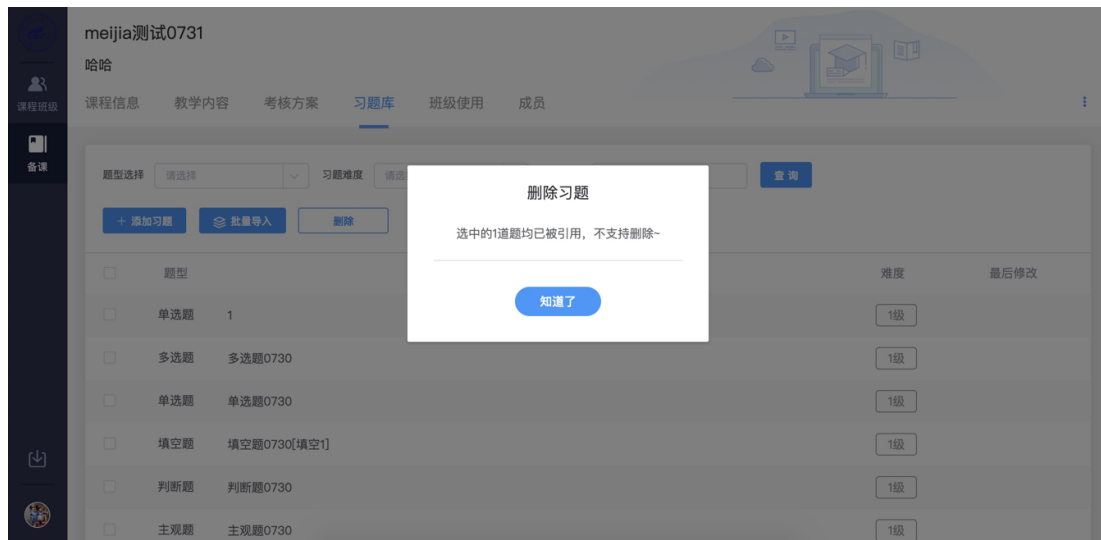 meijia测试0731
哈哈
课程班级
课程信息 教学内容 考核方案 习题库 班级使用 成员
备课
题型选择 请选择 习题难度 请选 查 询
删除习题
+ 添加习题 批量导入 删除
选中的1道题均已被引用，不支持删除~
题型 难度 最后修改
知道了
单选题 1 1级
多选题 多选题0730 1级
单选题 单选题0730 1级
填空题 填空题0730[填空1] 1级
判断题 判断题0730 1级
主观题 主观题0730 1级